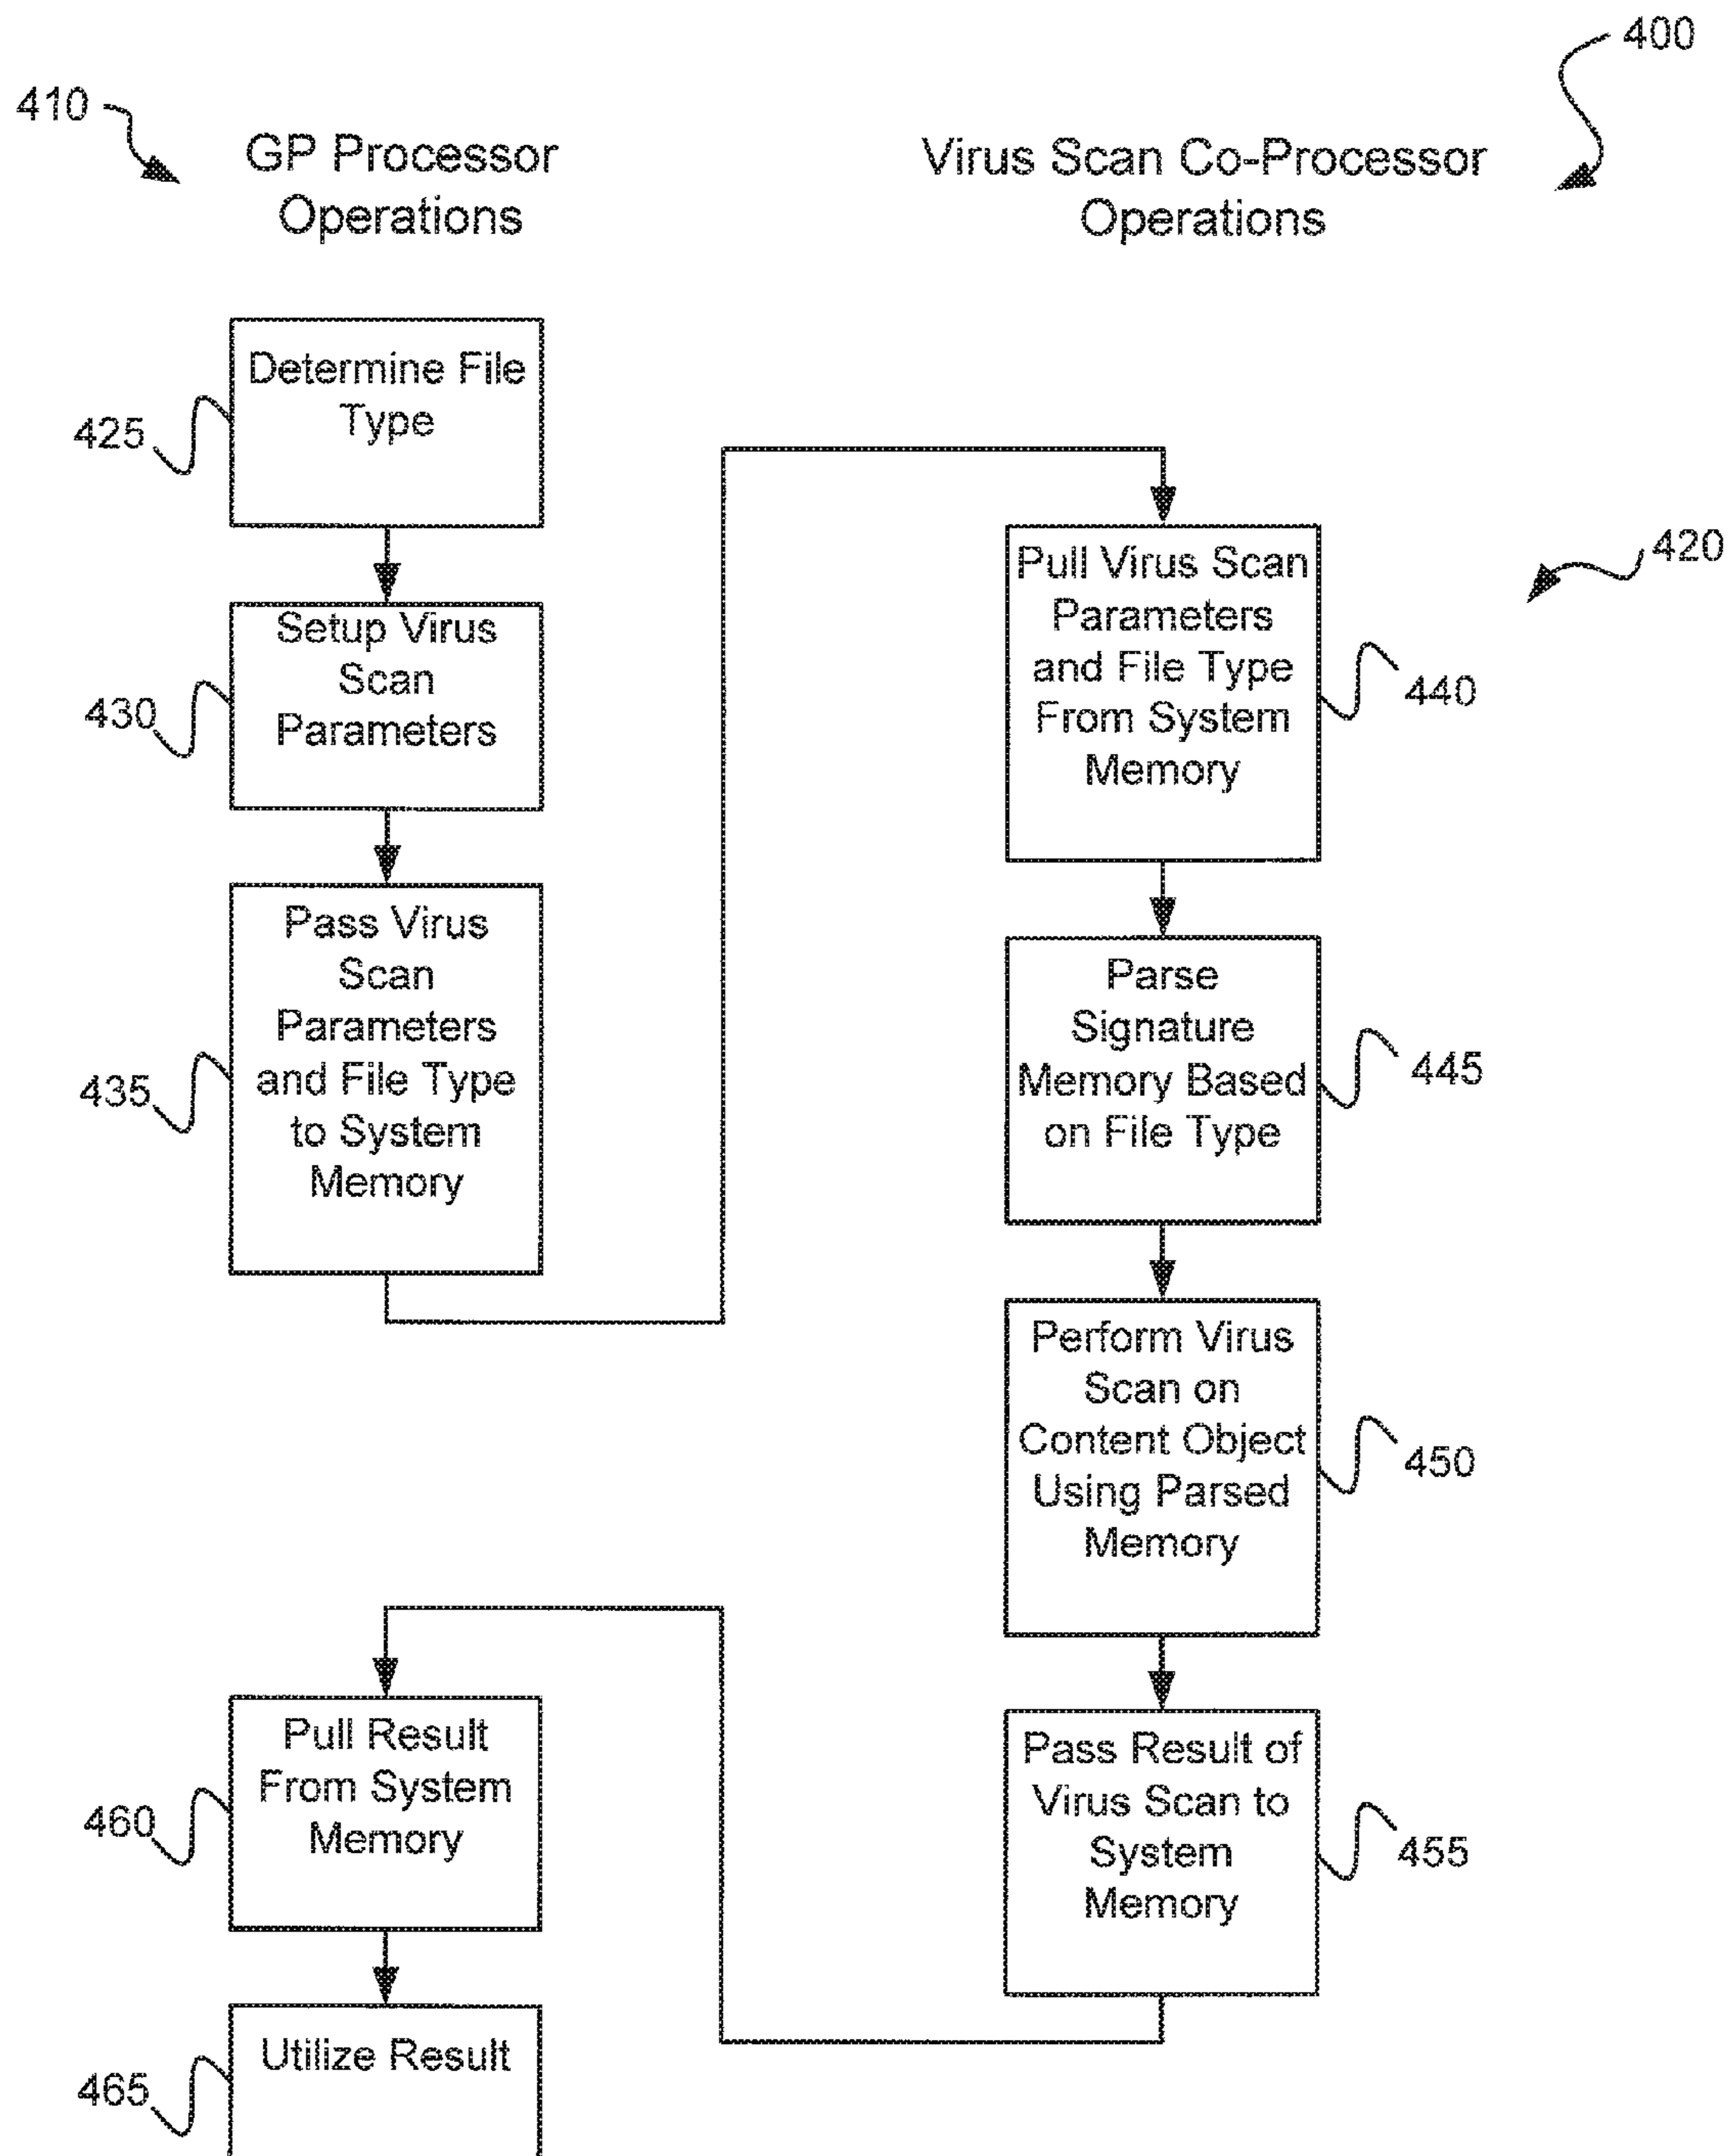 400
410
GP Processor
Operations
Virus Scan Co-Processor
Operations
Determine File
Type
425
Setup Virus
Scan
Parameters
430
Pass Virus
Scan
Parameters
and File Type
to System
Memory
435
Pull Virus Scan
Parameters
and File Type
From System
Memory
420
440
Parse
Signature
Memory Based
on File Type
445
Perform Virus
Scan on
Content Object
Using Parsed
Memory
450
Pass Result of
Virus Scan to
System
Memory
455
Pull Result
From System
Memory
460
Utilize Result
465